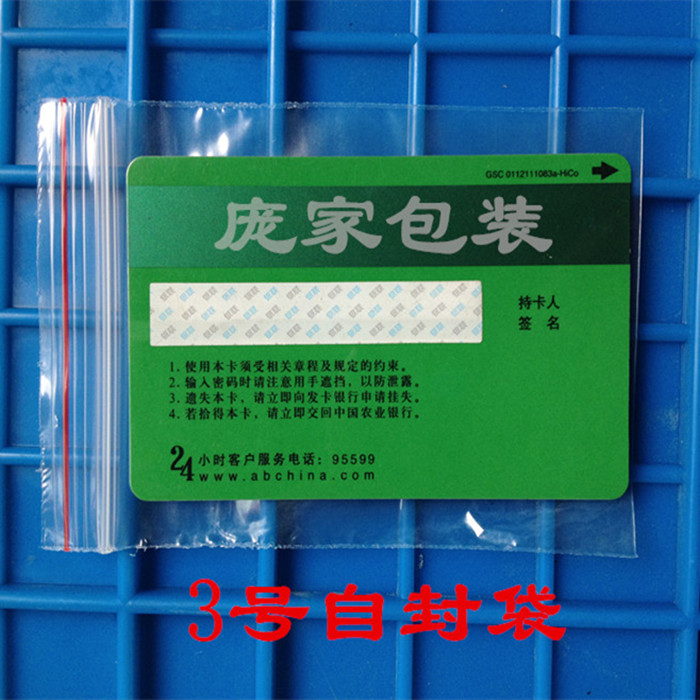 GSC 0112111083a-HiCo
庞家包装
持卡人
签 名
1. 使用本卡须受相关章程及规定的约束。
2. 输入密码时请注意用手遮挡，以防泄露。
3. 遗失本卡，请立即向发卡银行申请挂失。
4. 若拾得本卡，请立即交回中国农业银行。
24小时客户服务电话：95599
www.abchina.com
3号自封袋